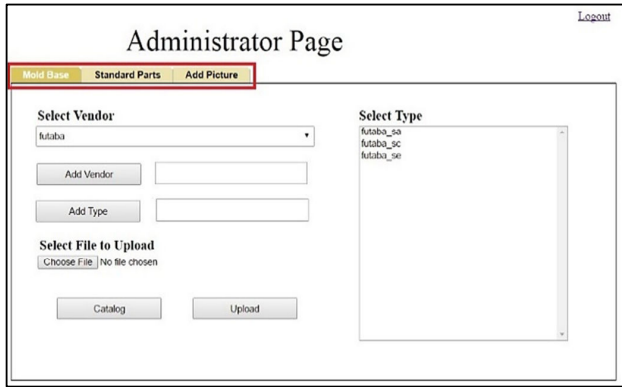 Logout
Administrator Page
Mold Base Standard Parts Add Picture
Select Vendor
futaba
Add Vendor
Add Type
Select File to Upload
Choose File No file chosen
Catalog Upload
Select Type
futaba_sa
futaba_sc
futaba_se